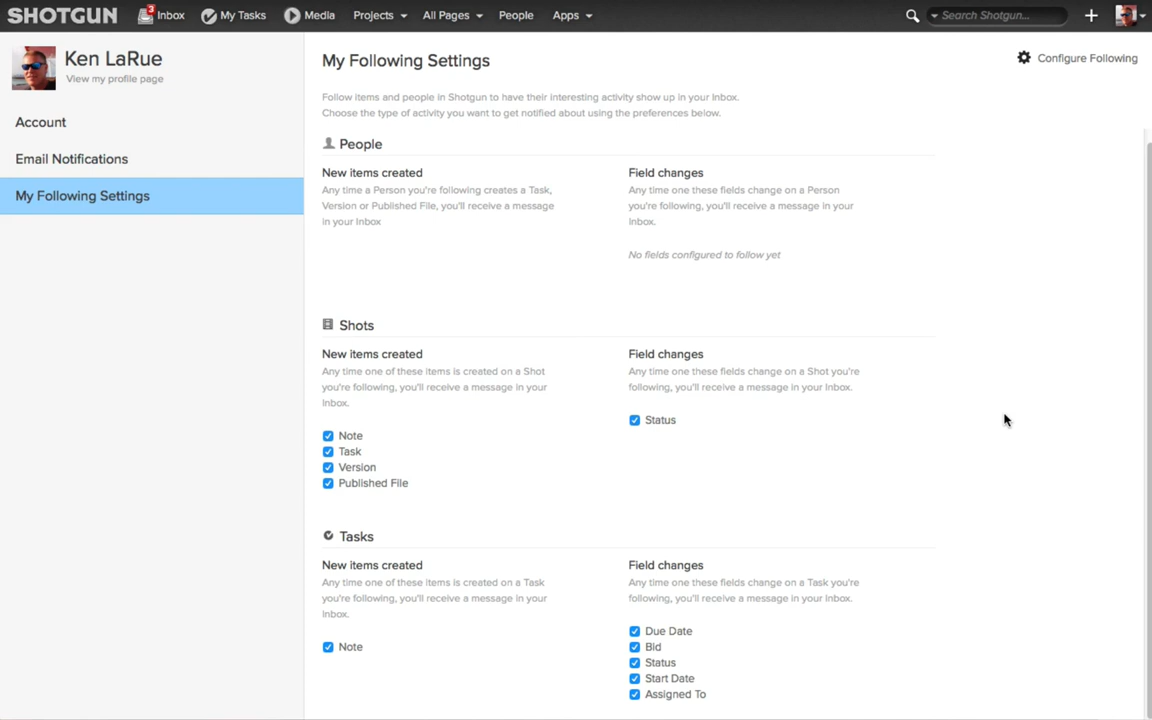 SHOTGUN 3 Inbox My Tasks Media Projects All Pages People Apps Search Shotgun...
Ken LaRue
View my profile page
Account
Email Notifications
My Following Settings
My Following Settings
Configure Following
Follow items and people in Shotgun to have their interesting activity show up in your Inbox.
Choose the type of activity you want to get notified about using the preferences below.
People
New items created
Any time a Person you're following creates a Task,
Version or Published File, you'll receive a message
in your Inbox
Field changes
Any time one these fields change on a Person
you're following, you'll receive a message in your
Inbox.
No fields configured to follow yet
Shots
New items created
Any time one of these items is created on a Shot
you're following, you'll receive a message in your
Inbox.
Note
Task
Version
Published File
Field changes
Any time one these fields change on a Shot you're
following, you'll receive a message in your Inbox.
Status
Tasks
New items created
Any time one of these items is created on a Task
you're following, you'll receive a message in your
Inbox.
Note
Field changes
Any time one these fields change on a Task you're
following, you'll receive a message in your Inbox.
Due Date
Bid
Status
Start Date
Assigned To